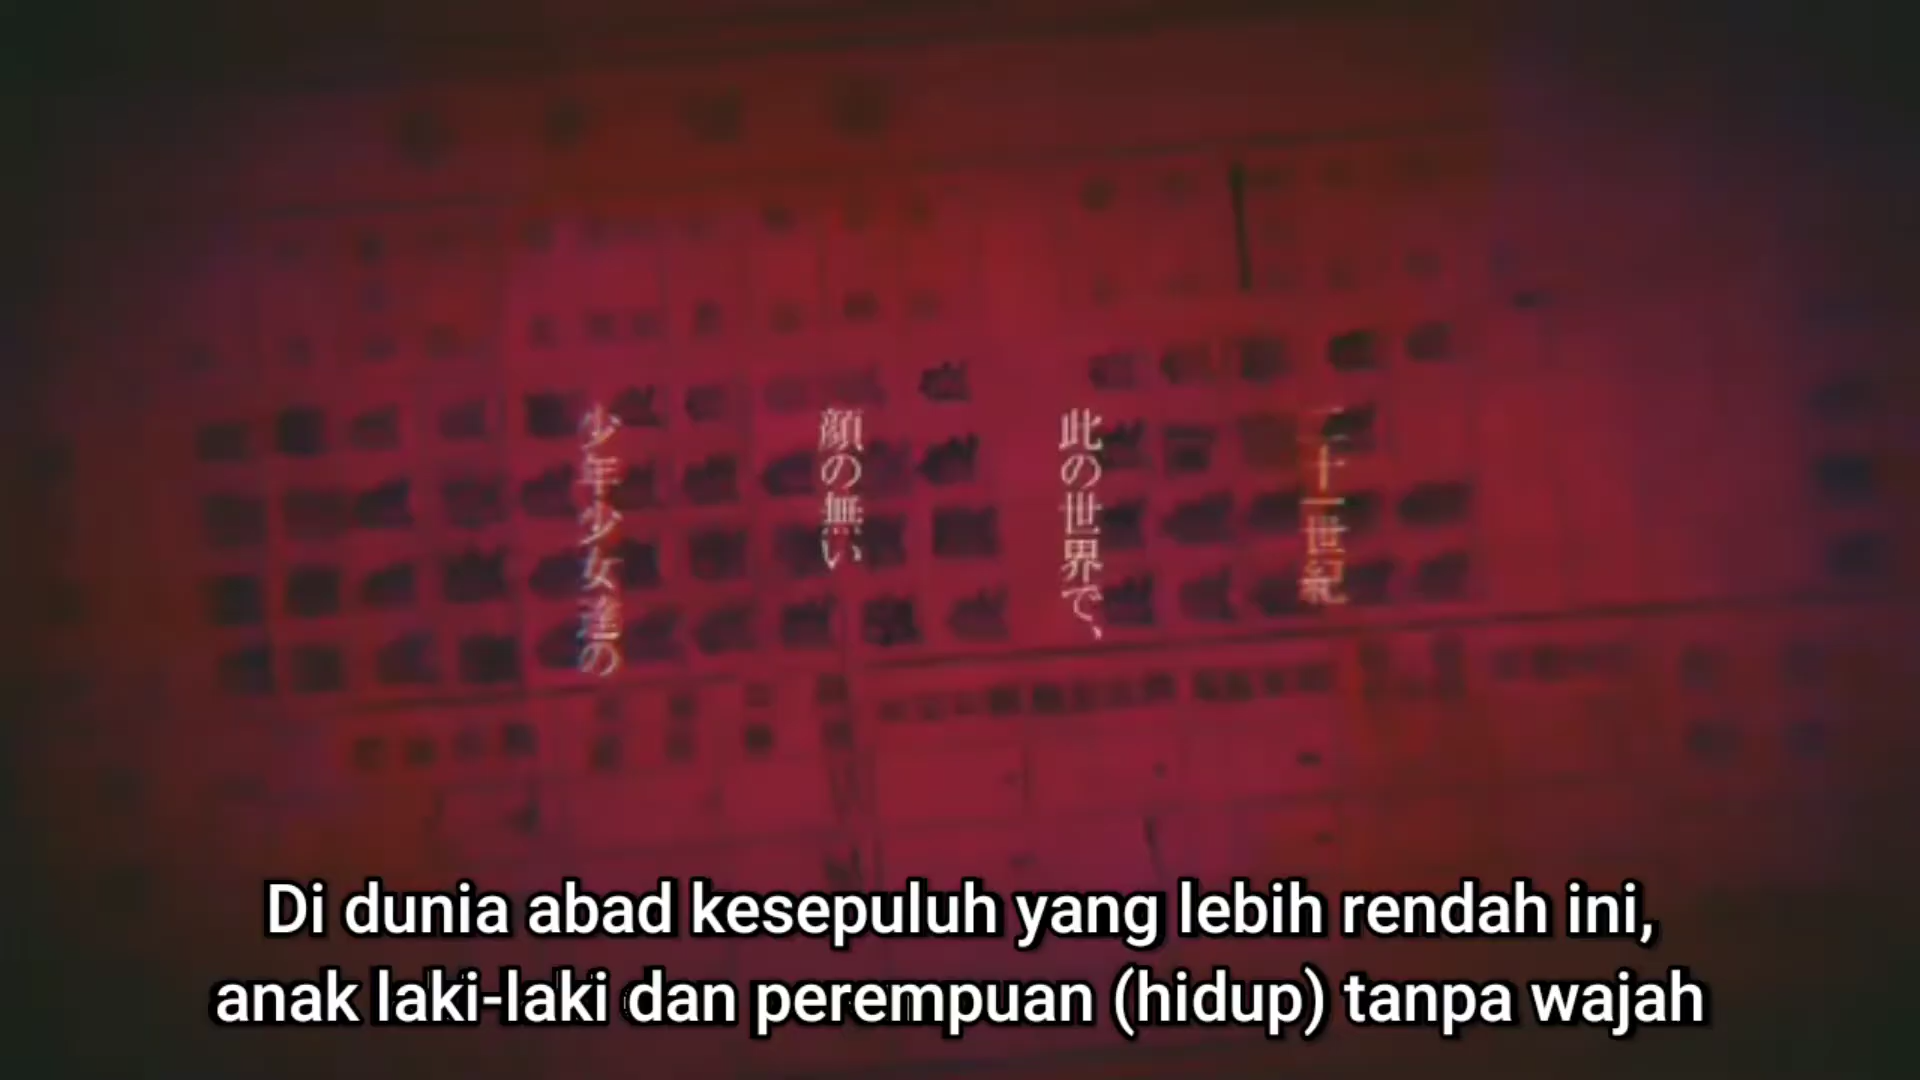 二十一世紀
此の世界で、
顔の無い
少年少女達の
Di dunia abad kesepuluh yang lebih rendah ini,
anak laki-laki dan perempuan (hidup) tanpa wajah